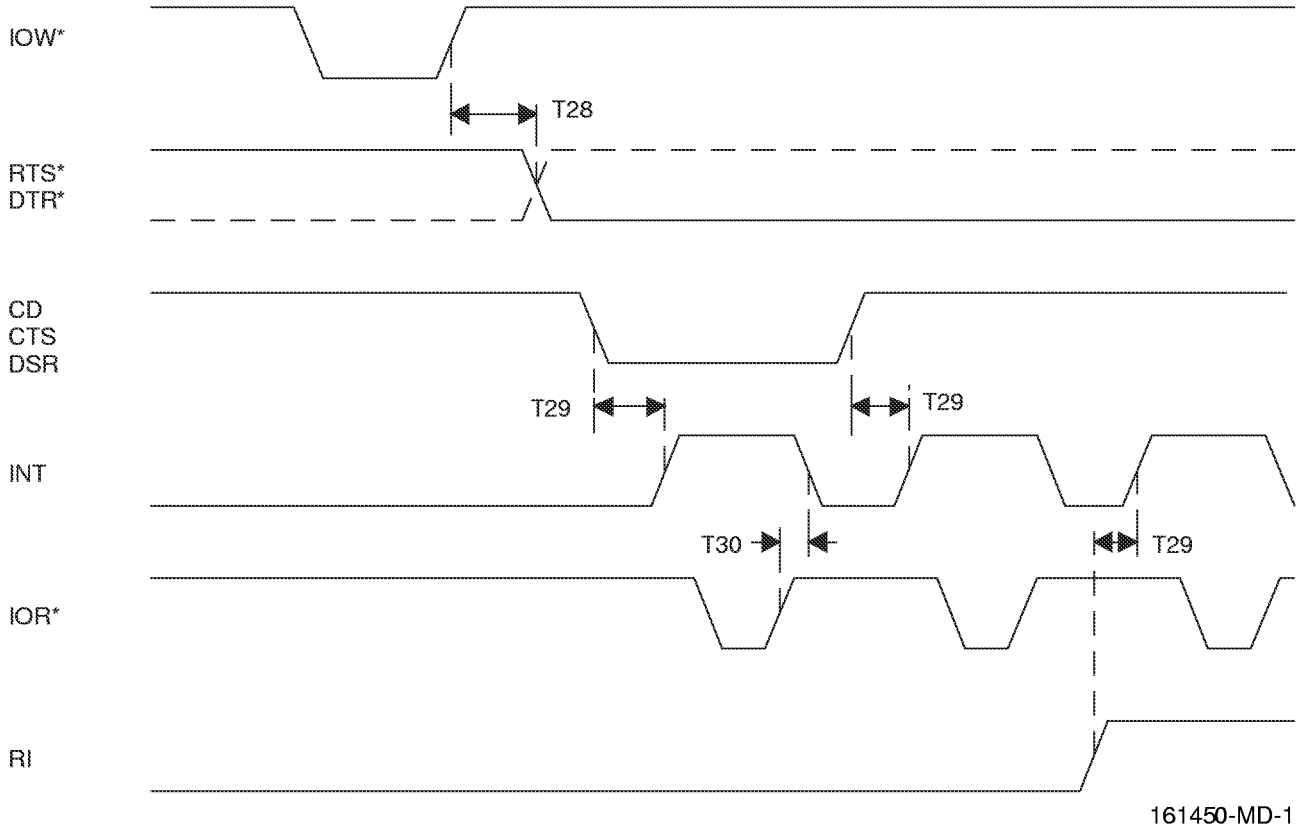 IOW*
T28
RTS*
DTR*
CD
CTS
DSR
T29
T29
INT
T30
T29
IOR*
RI
161450-MD-1